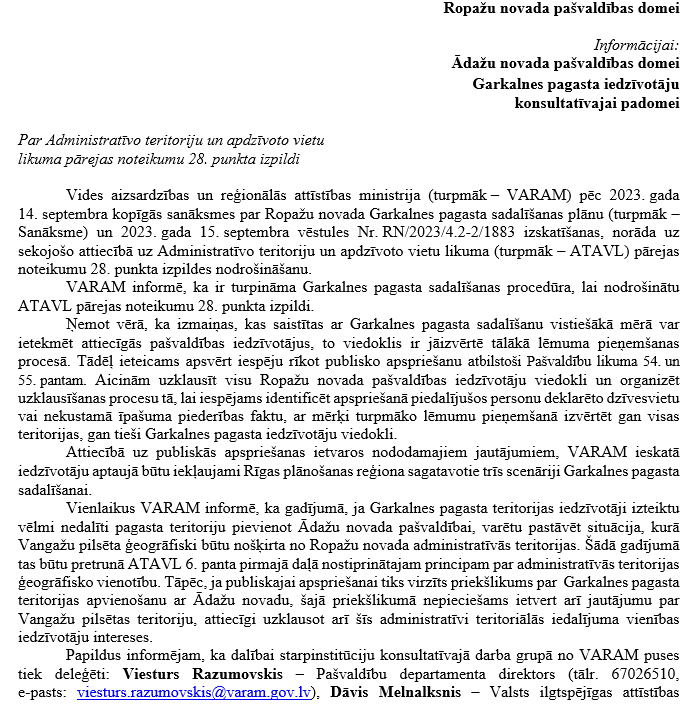 Ropažu novada pašvaldības domei
Informācijai:
Ādažu novada pašvaldības domei
Garkalnes pagasta iedzīvotāju
konsultatīvajai padomei
Par Administratīvo teritoriju un apdzīvoto vietu
likuma pārejas noteikumu 28. punkta izpildi
Vides aizsardzības un reģionālās attīstības ministrija (turpmāk – VARAM) pēc 2023. gada
14. septembra kopīgās sanāksmes par Ropažu novada Garkalnes pagasta sadalīšanas plānu (turpmāk –
Sanāksme) un 2023. gada 15. septembra vēstules Nr. RN/2023/4.2-2/1883 izskatīšanas, norāda uz
sekojošo attiecībā uz Administratīvo teritoriju un apdzīvoto vietu likuma (turpmāk – ATAVL) pārejas
noteikumu 28. punkta izpildes nodrošināšanu.
VARAM informē, ka ir turpināma Garkalnes pagasta sadalīšanas procedūra, lai nodrošinātu
ATAVL pārejas noteikumu 28. punkta izpildi.
Ņemot vērā, ka izmaiņas, kas saistītas ar Garkalnes pagasta sadalīšanu vistiešākā mērā var
ietekmēt attiecīgās pašvaldības iedzīvotājus, to viedoklis ir jāizvērtē tālākā lēmuma pieņemšanas
procesā. Tādēļ ieteicams apsvērt iespēju rīkot publisko apspriešanu atbilstoši Pašvaldību likuma 54. un
55. pantam. Aicinām uzklausīt visu Ropažu novada pašvaldības iedzīvotāju viedokli un organizēt
uzklausīšanas procesu tā, lai iespējams identificēt apspriešanā piedalījušos personu deklarēto dzīvesvietu
vai nekustamā īpašuma piederības faktu, ar mērķi turpmāko lēmumu pieņemšanā izvērtēt gan visas
teritorijas, gan tieši Garkalnes pagasta iedzīvotāju viedokli.
Attiecībā uz publiskās apspriešanas ietvaros nododamajiem jautājumiem, VARAM ieskatā
iedzīvotāju aptaujā būtu iekļaujami Rīgas plānošanas reģiona sagatavotie trīs scenāriji Garkalnes pagasta
sadalīšanai.
Vienlaikus VARAM informē, ka gadījumā, ja Garkalnes pagasta teritorijas iedzīvotāji izteiktu
vēlmi nedalīti pagasta teritoriju pievienot Ādažu novada pašvaldībai, varētu pastāvēt situācija, kurā
Vangažu pilsēta ģeogrāfiski būtu nošķirta no Ropažu novada administratīvās teritorijas. Šādā gadījumā
tas būtu pretrunā ATAVL 6. panta pirmajā daļā nostiprinātajam principam par administratīvās teritorijas
ģeogrāfisko vienotību. Tāpēc, ja publiskajai apspriešanai tiks virzīts priekšlikums par Garkalnes pagasta
teritorijas apvienošanu ar Ādažu novadu, šajā priekšlikumā nepieciešams ietvert arī jautājumu par
Vangažu pilsētas teritoriju, attiecīgi uzklausot arī šīs administratīvi teritoriālās iedalījuma vienības
iedzīvotāju intereses.
Papildus informējam, ka dalībai starpinstitūciju konsultatīvajā darba grupā no VARAM puses
tiek deleģēti: Viesturs Razumovskis – Pašvaldību departamenta direktors (tālr. 67026510,
e-pasts: viesturs.razumovskis@varam.gov.lv), Dāvis Melnalksnis – Valsts ilgtspējīgas attīstības